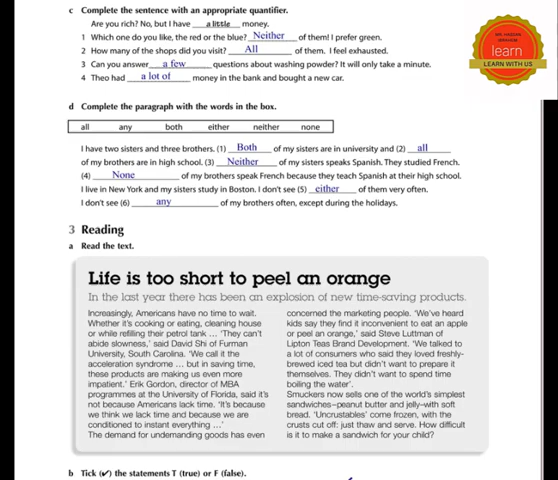 c Complete the sentence with an appropriate quantifier.
Are you rich? No, but I have a little money.
1 Which one do you like, the red or the blue? Neither of them! I prefer green.
2 How many of the shops did you visit? All of them. I feel exhausted.
3 Can you answer a few questions about washing powder? It will only take a minute.
4 Theo had a lot of money in the bank and bought a new car.
learn
LEARN WITH US
d Complete the paragraph with the words in the box.
all any both either neither none
I have two sisters and three brothers. (1) Both of my sisters are in university and (2) all
of my brothers are in high school. (3) Neither of my sisters speaks Spanish. They studied French.
(4) None of my brothers speak French because they teach Spanish at their high school.
I live in New York and my sisters study in Boston. I don't see (5) either of them very often.
I don't see (6) any of my brothers often, except during the holidays.
3 Reading
a Read the text.
Life is too short to peel an orange
In the last year there has been an explosion of new time-saving products.
Increasingly, Americans have no time to wait.
Whether it's cooking or eating, cleaning house
or while refilling their petrol tank ... 'They can't
abide slowness,' said David Shi of Furman
University, South Carolina. 'We call it the
acceleration syndrome ... but in saving time,
these products are making us even more
impatient.' Erik Gordon, director of MBA
programmes at the University of Florida, said it's
not because Americans lack time. 'It's because
we think we lack time and because we are
conditioned to instant everything ...'
The demand for undemanding goods has even
concerned the marketing people. 'We've heard
kids say they find it inconvenient to eat an apple
or peel an orange,' said Steve Luttman of
Lipton Teas Brand Development. 'We talked to
a lot of consumers who said they loved freshly-
brewed iced tea but didn't want to prepare it
themselves. They didn't want to spend time
boiling the water'.
Smuckers now sells one of the world's simplest
sandwiches–peanut butter and jelly–with soft
bread. 'Uncrustables' come frozen, with the
crusts cut off: just thaw and serve. How difficult
is it to make a sandwich for your child?
b Tick (✔) the statements T (true) or F (false).